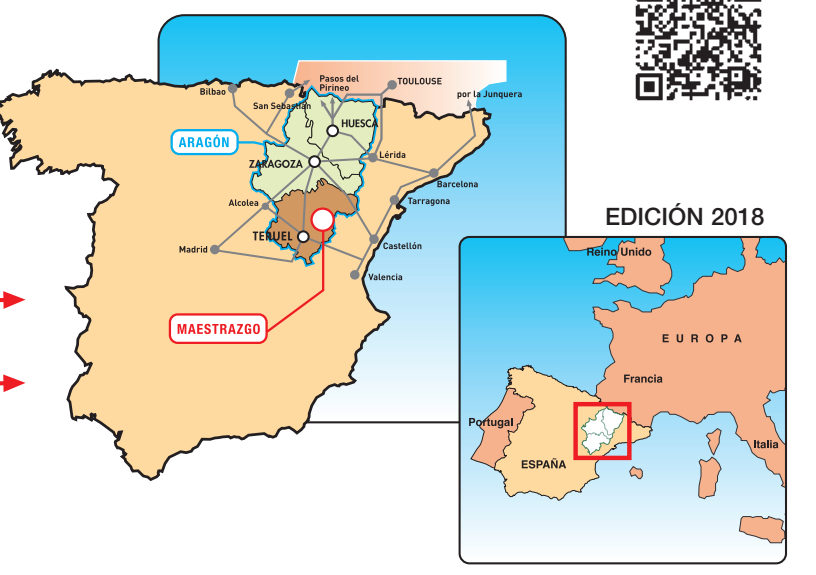 Pasos del
Pirineo
TOULOUSE
Bilbao
San Sebastián
por la Junquera
HUESCA
ARAGÓN
ZARAGOZA
Lérida
Barcelona
Alcolea
Tarragona
TERUEL
Madrid
Castellón
Valencia
MAESTRAZGO
EDICIÓN 2018
Reino Unido
EUROPA
Francia
Portugal
ESPAÑA
Italia